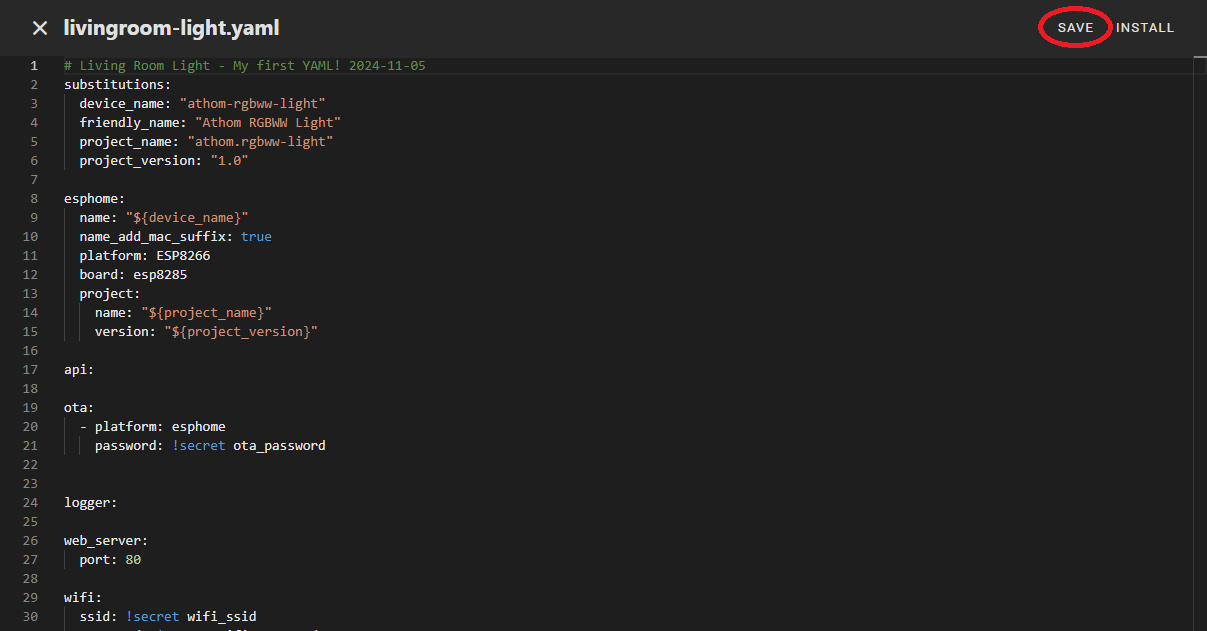 livingroom-light.yaml SAVE INSTALL
1 # Living Room Light - My first YAML! 2024-11-05
2 substitutions:
3   device_name: "athom-rgbww-light"
4   friendly_name: "Athom RGBWW Light"
5   project_name: "athom.rgbww-light"
6   project_version: "1.0"
7
8 esphome:
9   name: "${device_name}"
10   name_add_mac_suffix: true
11   platform: ESP8266
12   board: esp8285
13   project:
14     name: "${project_name}"
15     version: "${project_version}"
16
17 api:
18
19 ota:
20   - platform: esphome
21     password: !secret ota_password
22
23
24 logger:
25
26 web_server:
27   port: 80
28
29 wifi:
30   ssid: !secret wifi_ssid